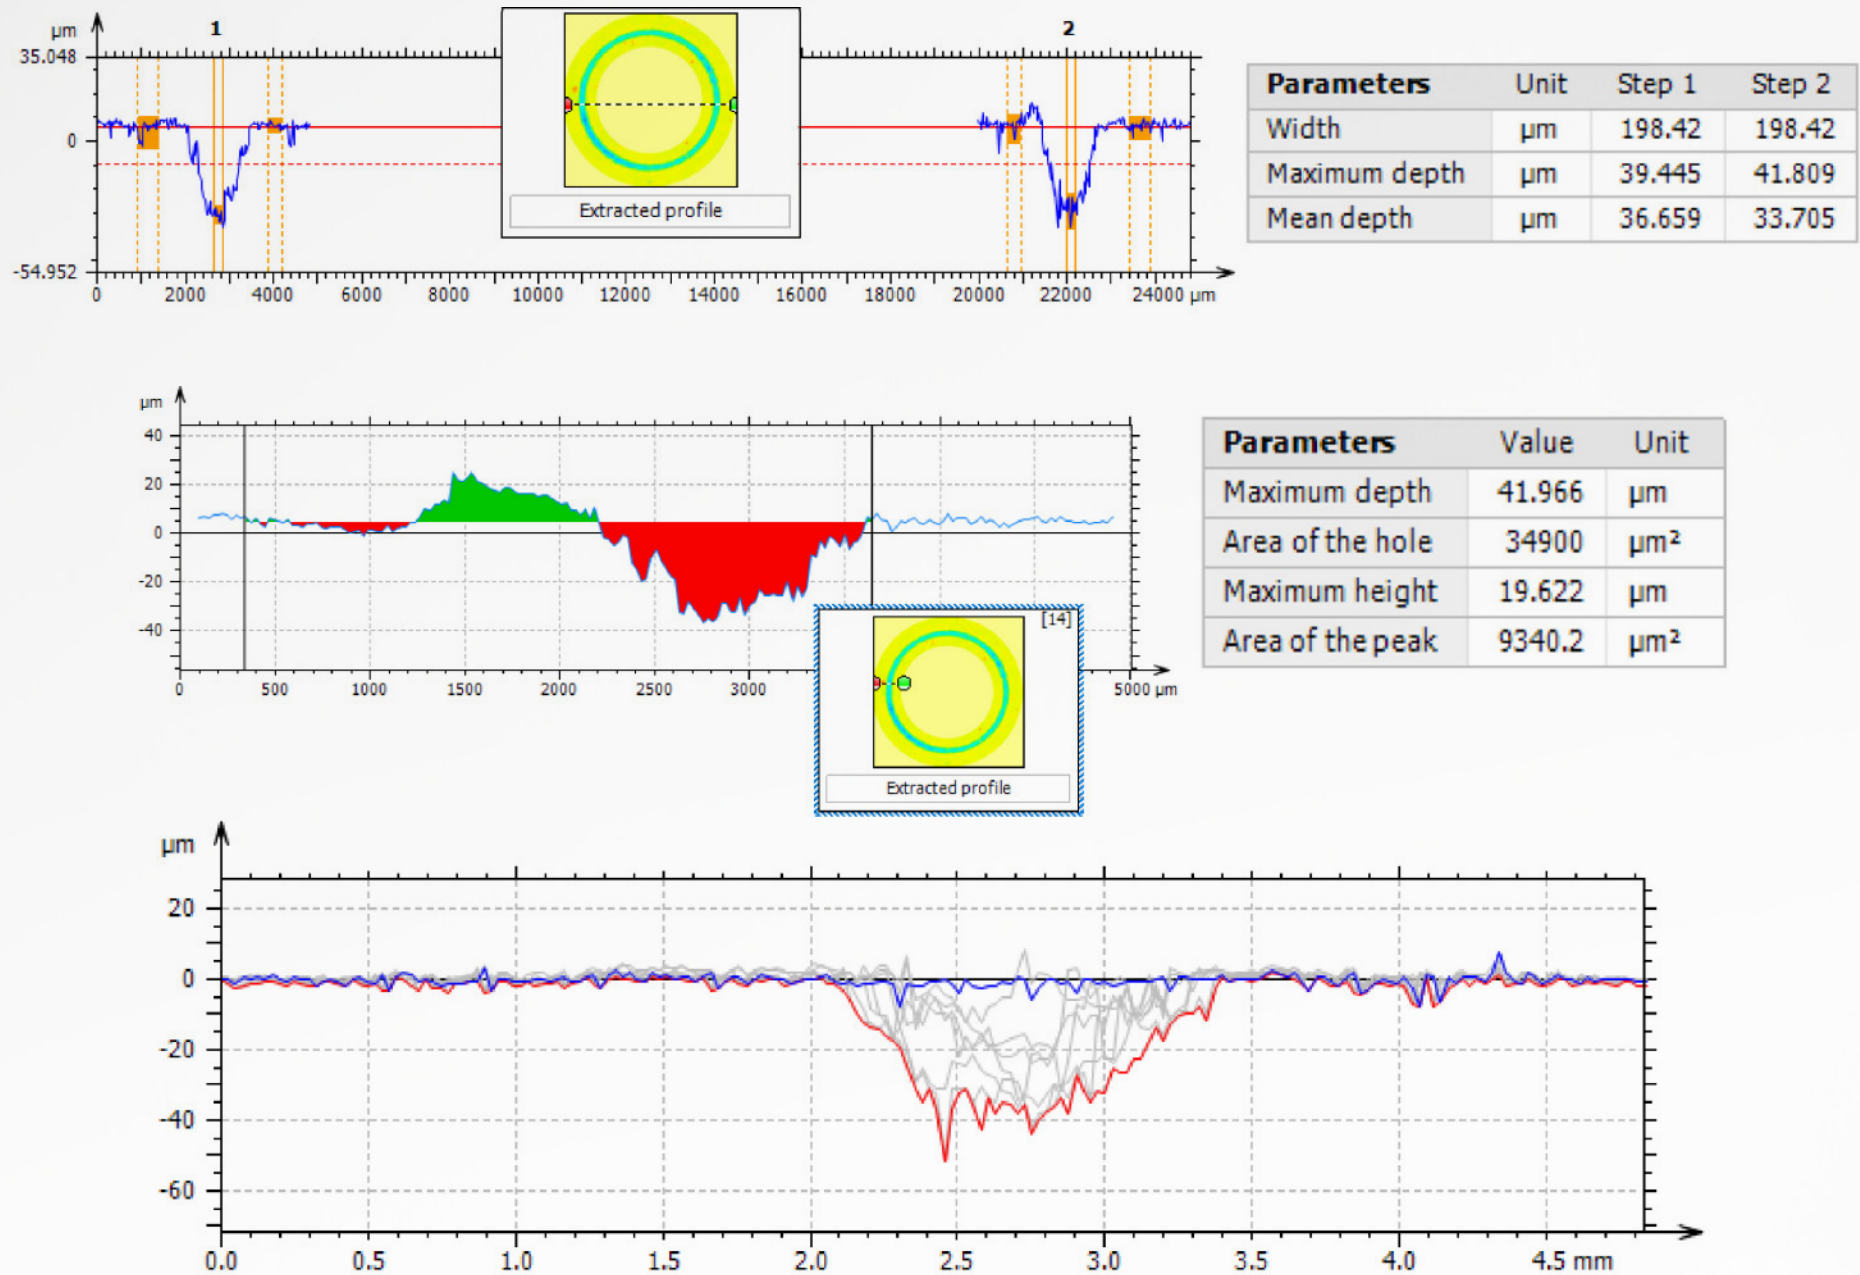 1 2
µm
35.048
0
-54.952
0 2000 4000 6000 8000 10000 12000 14000 16000 18000 20000 22000 24000 µm
Extracted profile
Parameters Unit Step 1 Step 2
Width µm 198.42 198.42
Maximum depth µm 39.445 41.809
Mean depth µm 36.659 33.705
µm
40
20
0
-20
-40
0 500 1000 1500 2000 2500 3000 5000 µm
[14]
Extracted profile
Parameters Value Unit
Maximum depth 41.966 µm
Area of the hole 34900 µm²
Maximum height 19.622 µm
Area of the peak 9340.2 µm²
µm
20
0
-20
-40
-60
0.0 0.5 1.0 1.5 2.0 2.5 3.0 3.5 4.0 4.5 mm